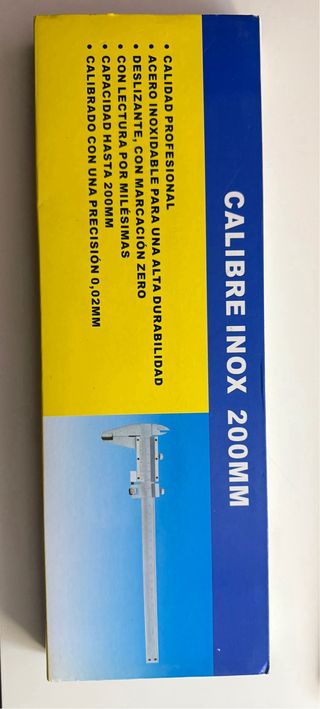 CALIBRE INOX 200MM
• CALIDAD PROFESIONAL
• ACERO INOXIDABLE PARA UNA ALTA DURABILIDAD
• DESLIZANTE, CON MARCACIÓN ZERO
• CON LECTURA POR MILÉSIMAS
• CAPACIDAD HASTA 200MM
• CALIBRADO CON UNA PRECISIÓN 0,02MM